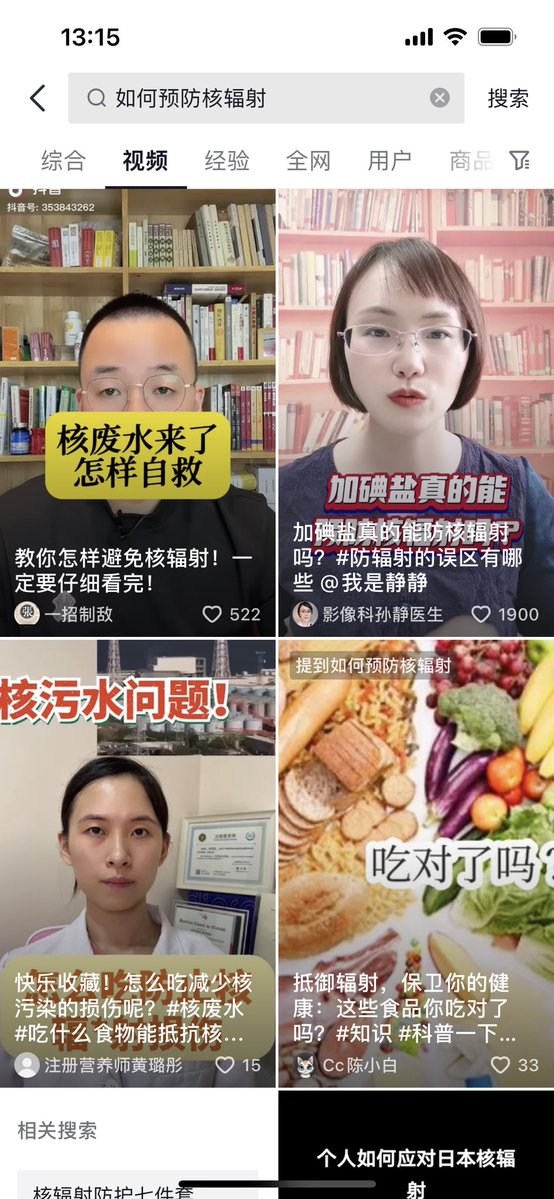 13:15
如何预防核辐射
搜索
综合
视频
经验
全网
用户
商品
抖音
抖音号: 353843262
核废水来了
怎样自救
教你怎样避免核辐射！一
定要仔细看完！
一招制敌
522
加碘盐真的能
加碘盐真的能防核辐射
吗？#防辐射的误区有哪
些 @我是静静
影像科孙静医生
1900
核污水问题!
快乐收藏！怎么吃减少核
污染的损伤呢？#核废水
#吃什么食物能抵抗核...
注册营养师黄璐彤
15
提到如何预防核辐射
吃对了吗？
抵御辐射，保卫你的健
康：这些食品你吃对了
吗？#知识 #科普一下...
Cc陈小白
33
相关搜索
核辐射防护七件套
个人如何应对日本核辐
射